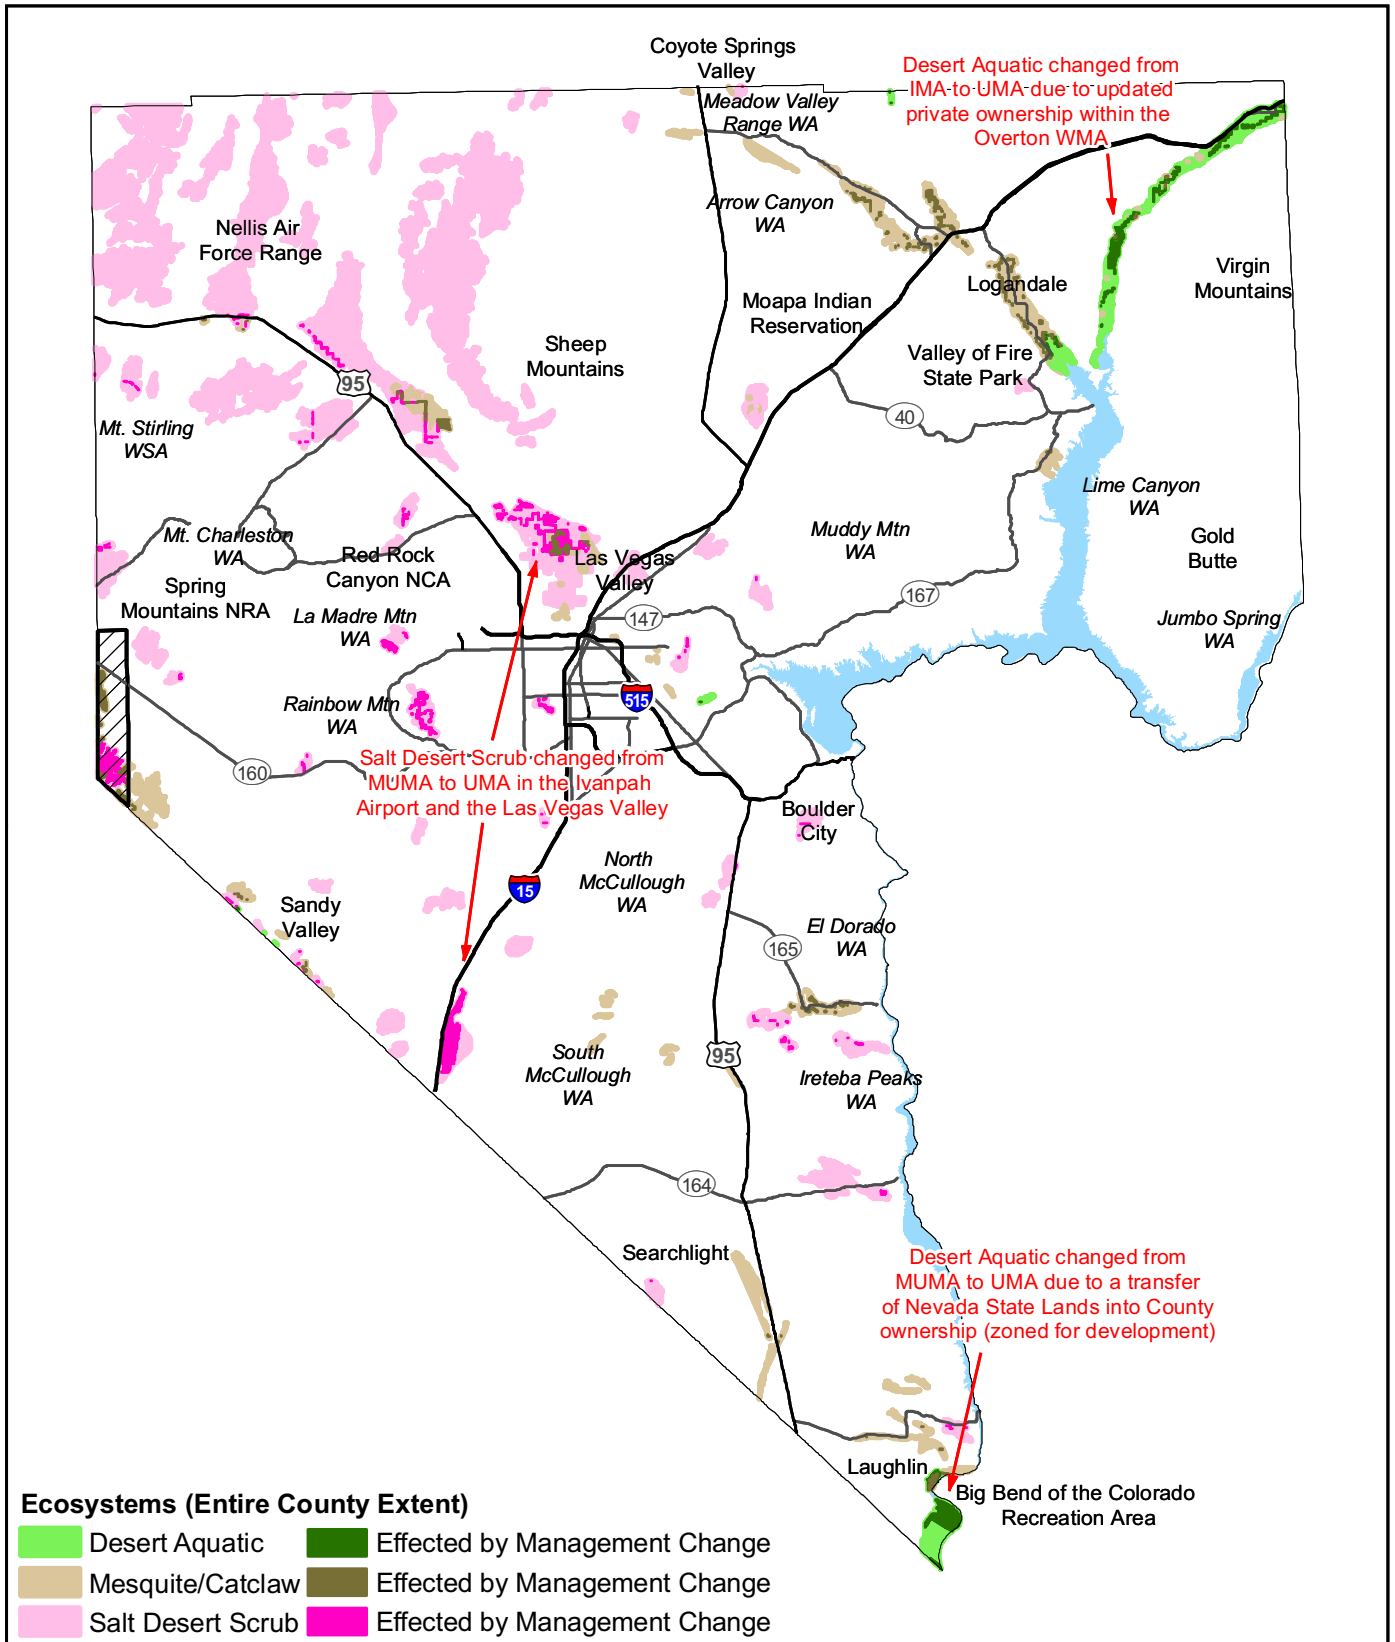 Coyote Springs
Valley
Desert Aquatic changed from
IMA to UMA due to updated
private ownership within the
Overton WMA
Meadow Valley
Range WA
Arrow Canyon
WA
Nellis Air
Force Range
Virgin
Mountains
Logandale
Moapa Indian
Reservation
Sheep
Mountains
Valley of Fire
State Park
95
40
Mt. Stirling
WSA
Lime Canyon
WA
Muddy Mtn
WA
Gold
Butte
Mt. Charleston
WA
Red Rock
Canyon NCA
Las Vegas
Valley
Spring
Mountains NRA
La Madre Mtn
WA
167
147
Jumbo Spring
WA
Rainbow Mtn
WA
515
160
Salt Desert Scrub changed from
MUMA to UMA in the Ivanpah
Airport and the Las Vegas Valley
Boulder
City
North
McCullough
WA
15
Sandy
Valley
El Dorado
WA
165
95
South
McCullough
WA
Ireteba Peaks
WA
164
Searchlight
Desert Aquatic changed from
MUMA to UMA due to a transfer
of Nevada State Lands into County
ownership (zoned for development)
Laughlin
Big Bend of the Colorado
Recreation Area
Ecosystems (Entire County Extent)
Desert Aquatic
Effected by Management Change
Mesquite/Catclaw
Effected by Management Change
Salt Desert Scrub
Effected by Management Change